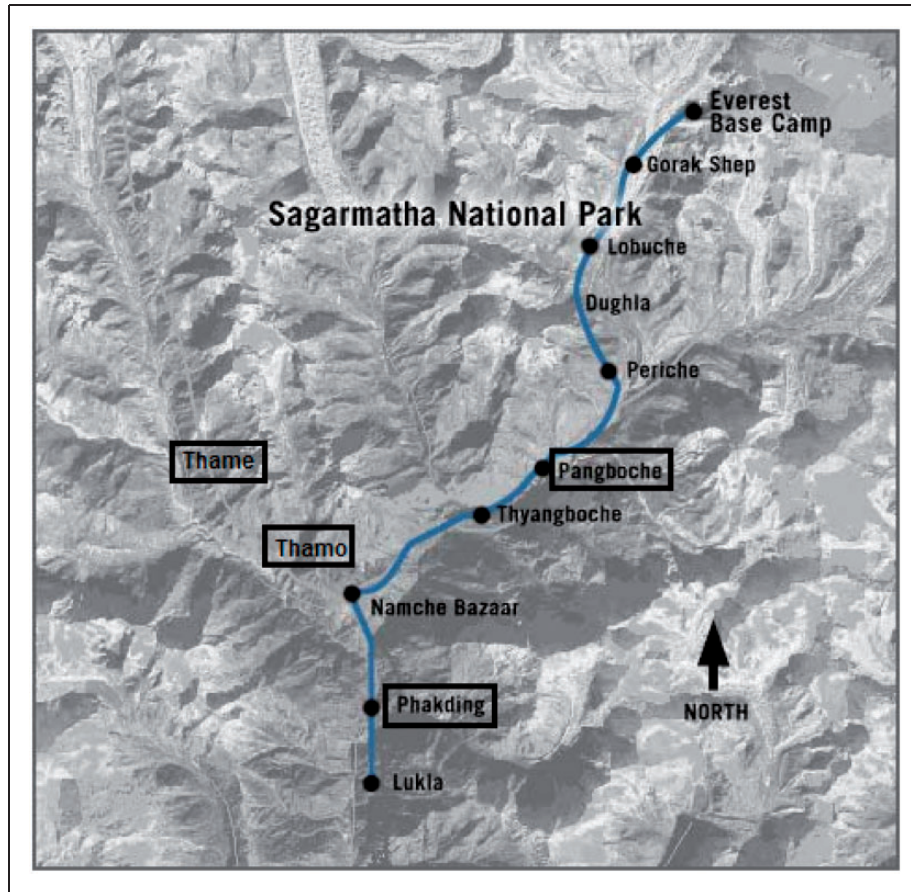 Everest
Base Camp
Gorak Shep
Sagarmatha National Park
Lobuche
Dughla
Periche
Thame
Pangboche
Thyangboche
Thamo
Namche Bazaar
Phakding
NORTH
Lukla